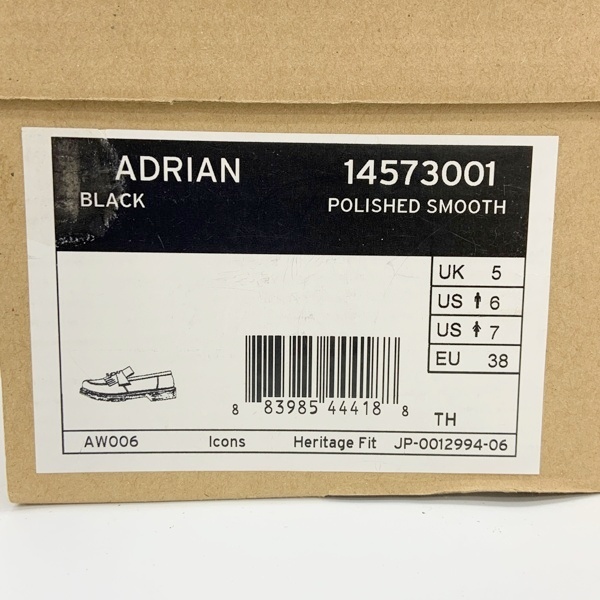 ADRIAN 14573001
BLACK POLISHED SMOOTH
UK 5
US 6
US 7
EU 38
8 83985 44418 8
TH
AW006 Icons Heritage Fit JP-0012994-06